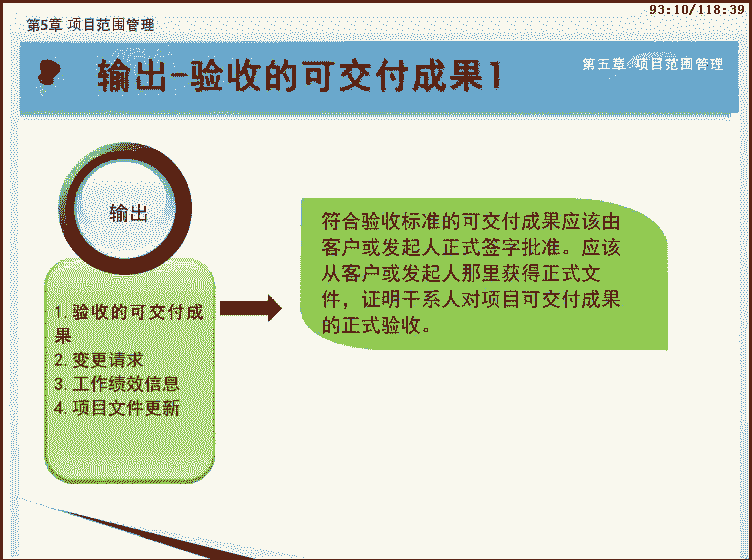 93:10/118:39
第5章 项目范围管理
输出-验收的可交付成果1
第五章 项目范围管理
输出
1.验收的可交付成
果
2.变更请求
3.工作绩效信息
4.项目文件更新
符合验收标准的可交付成果应该由
客户或发起人正式签字批准。应该
从客户或发起人那里获得正式文
件，证明干系人对项目可交付成果
的正式验收。